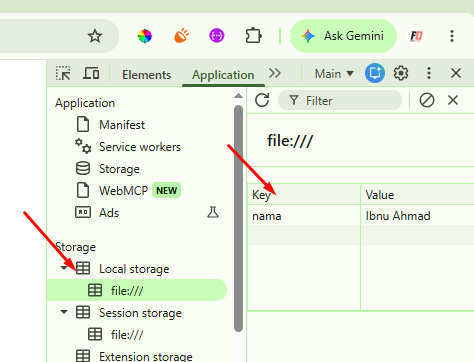 Ask Gemini
Elements Application Main
Application
Manifest
Service workers
Storage
WebMCP NEW
Ads
Storage
Local storage
file:///
Session storage
file:///
Extension storage
Filter
file:///
Key Value
nama Ibnu Ahmad